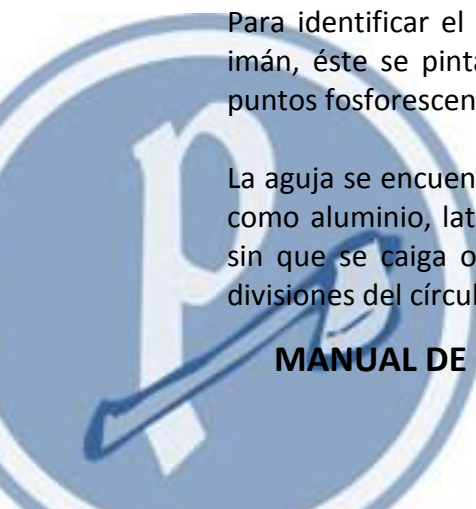 Para identificar el
imán, éste se pint
puntos fosforescen
La aguja se encuen
como aluminio, lat
sin que se caiga o
divisiones del círcul
MANUAL DE
p